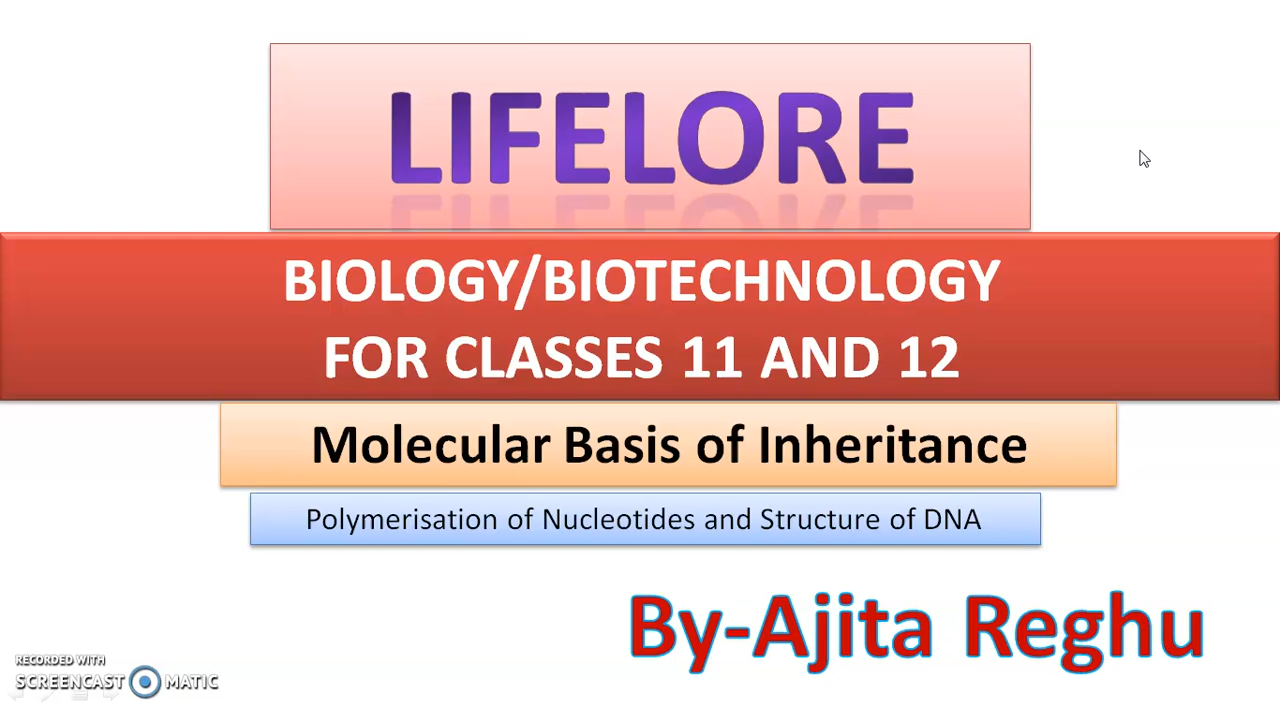 LIFELORE
BIOLOGY/BIOTECHNOLOGY
FOR CLASSES 11 AND 12
Molecular Basis of Inheritance
Polymerisation of Nucleotides and Structure of DNA
By-Ajita Reghu
RECORDED WITH
SCREENCAST MATIC